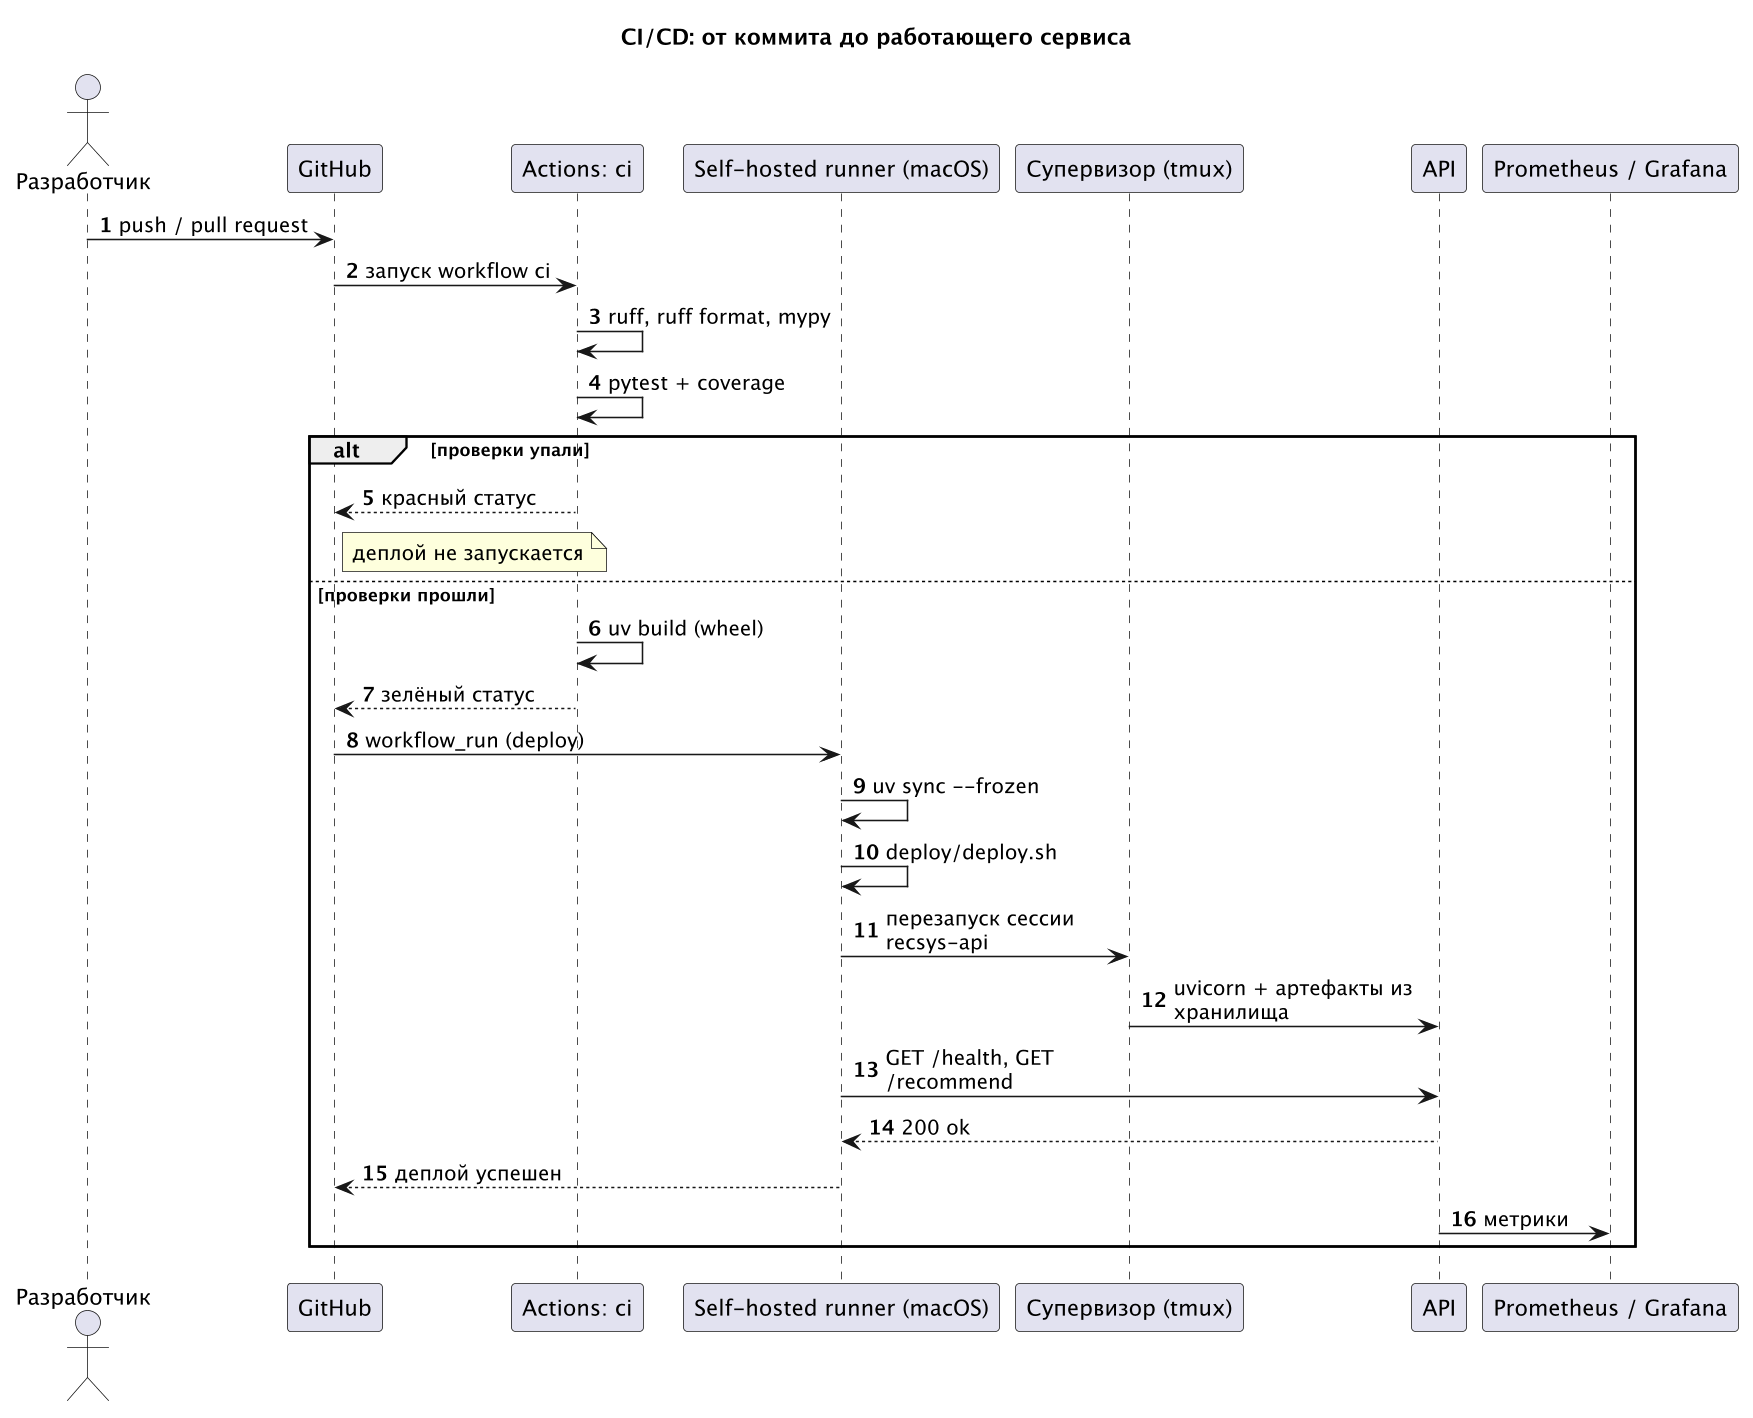 CI/CD: от коммита до работающего сервиса
Разработчик
GitHub
Actions: ci
Self-hosted runner (macOS)
Супервизор (tmux)
API
Prometheus / Grafana
1 push / pull request
2 запуск workflow ci
3 ruff, ruff format, mypy
4 pytest + coverage
alt [проверки упали]
5 красный статус
деплой не запускается
[проверки прошли]
6 uv build (wheel)
7 зелёный статус
8 workflow_run (deploy)
9 uv sync --frozen
10 deploy/deploy.sh
11 перезапуск сессии
recsys-api
12 uvicorn + артефакты из
хранилища
13 GET /health, GET
/recommend
14 200 ok
15 деплой успешен
16 метрики
Разработчик
GitHub
Actions: ci
Self-hosted runner (macOS)
Супервизор (tmux)
API
Prometheus / Grafana